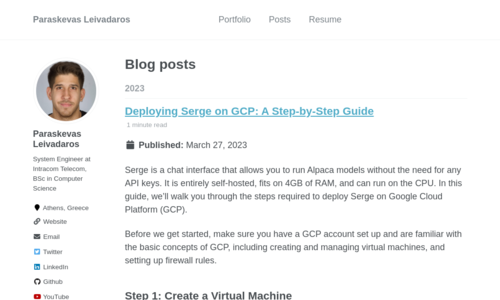 Paraskevas Leivadaros
Portfolio
Posts
Resume
Paraskevas
Leivadaros
System Engineer at
Intracom Telecom,
BSc in Computer
Science
Athens, Greece
Website
Email
Twitter
LinkedIn
Github
YouTube
Blog posts
2023
Deploying Serge on GCP: A Step-by-Step Guide
1 minute read
Published: March 27, 2023
Serge is a chat interface that allows you to run Alpaca models without the need for any
API keys. It is entirely self-hosted, fits on 4GB of RAM, and can run on the CPU. In this
guide, we’ll walk you through the steps required to deploy Serge on Google Cloud
Platform (GCP).
Before we get started, make sure you have a GCP account set up and are familiar with
the basic concepts of GCP, including creating and managing virtual machines, and
setting up firewall rules.
Step 1: Create a Virtual Machine